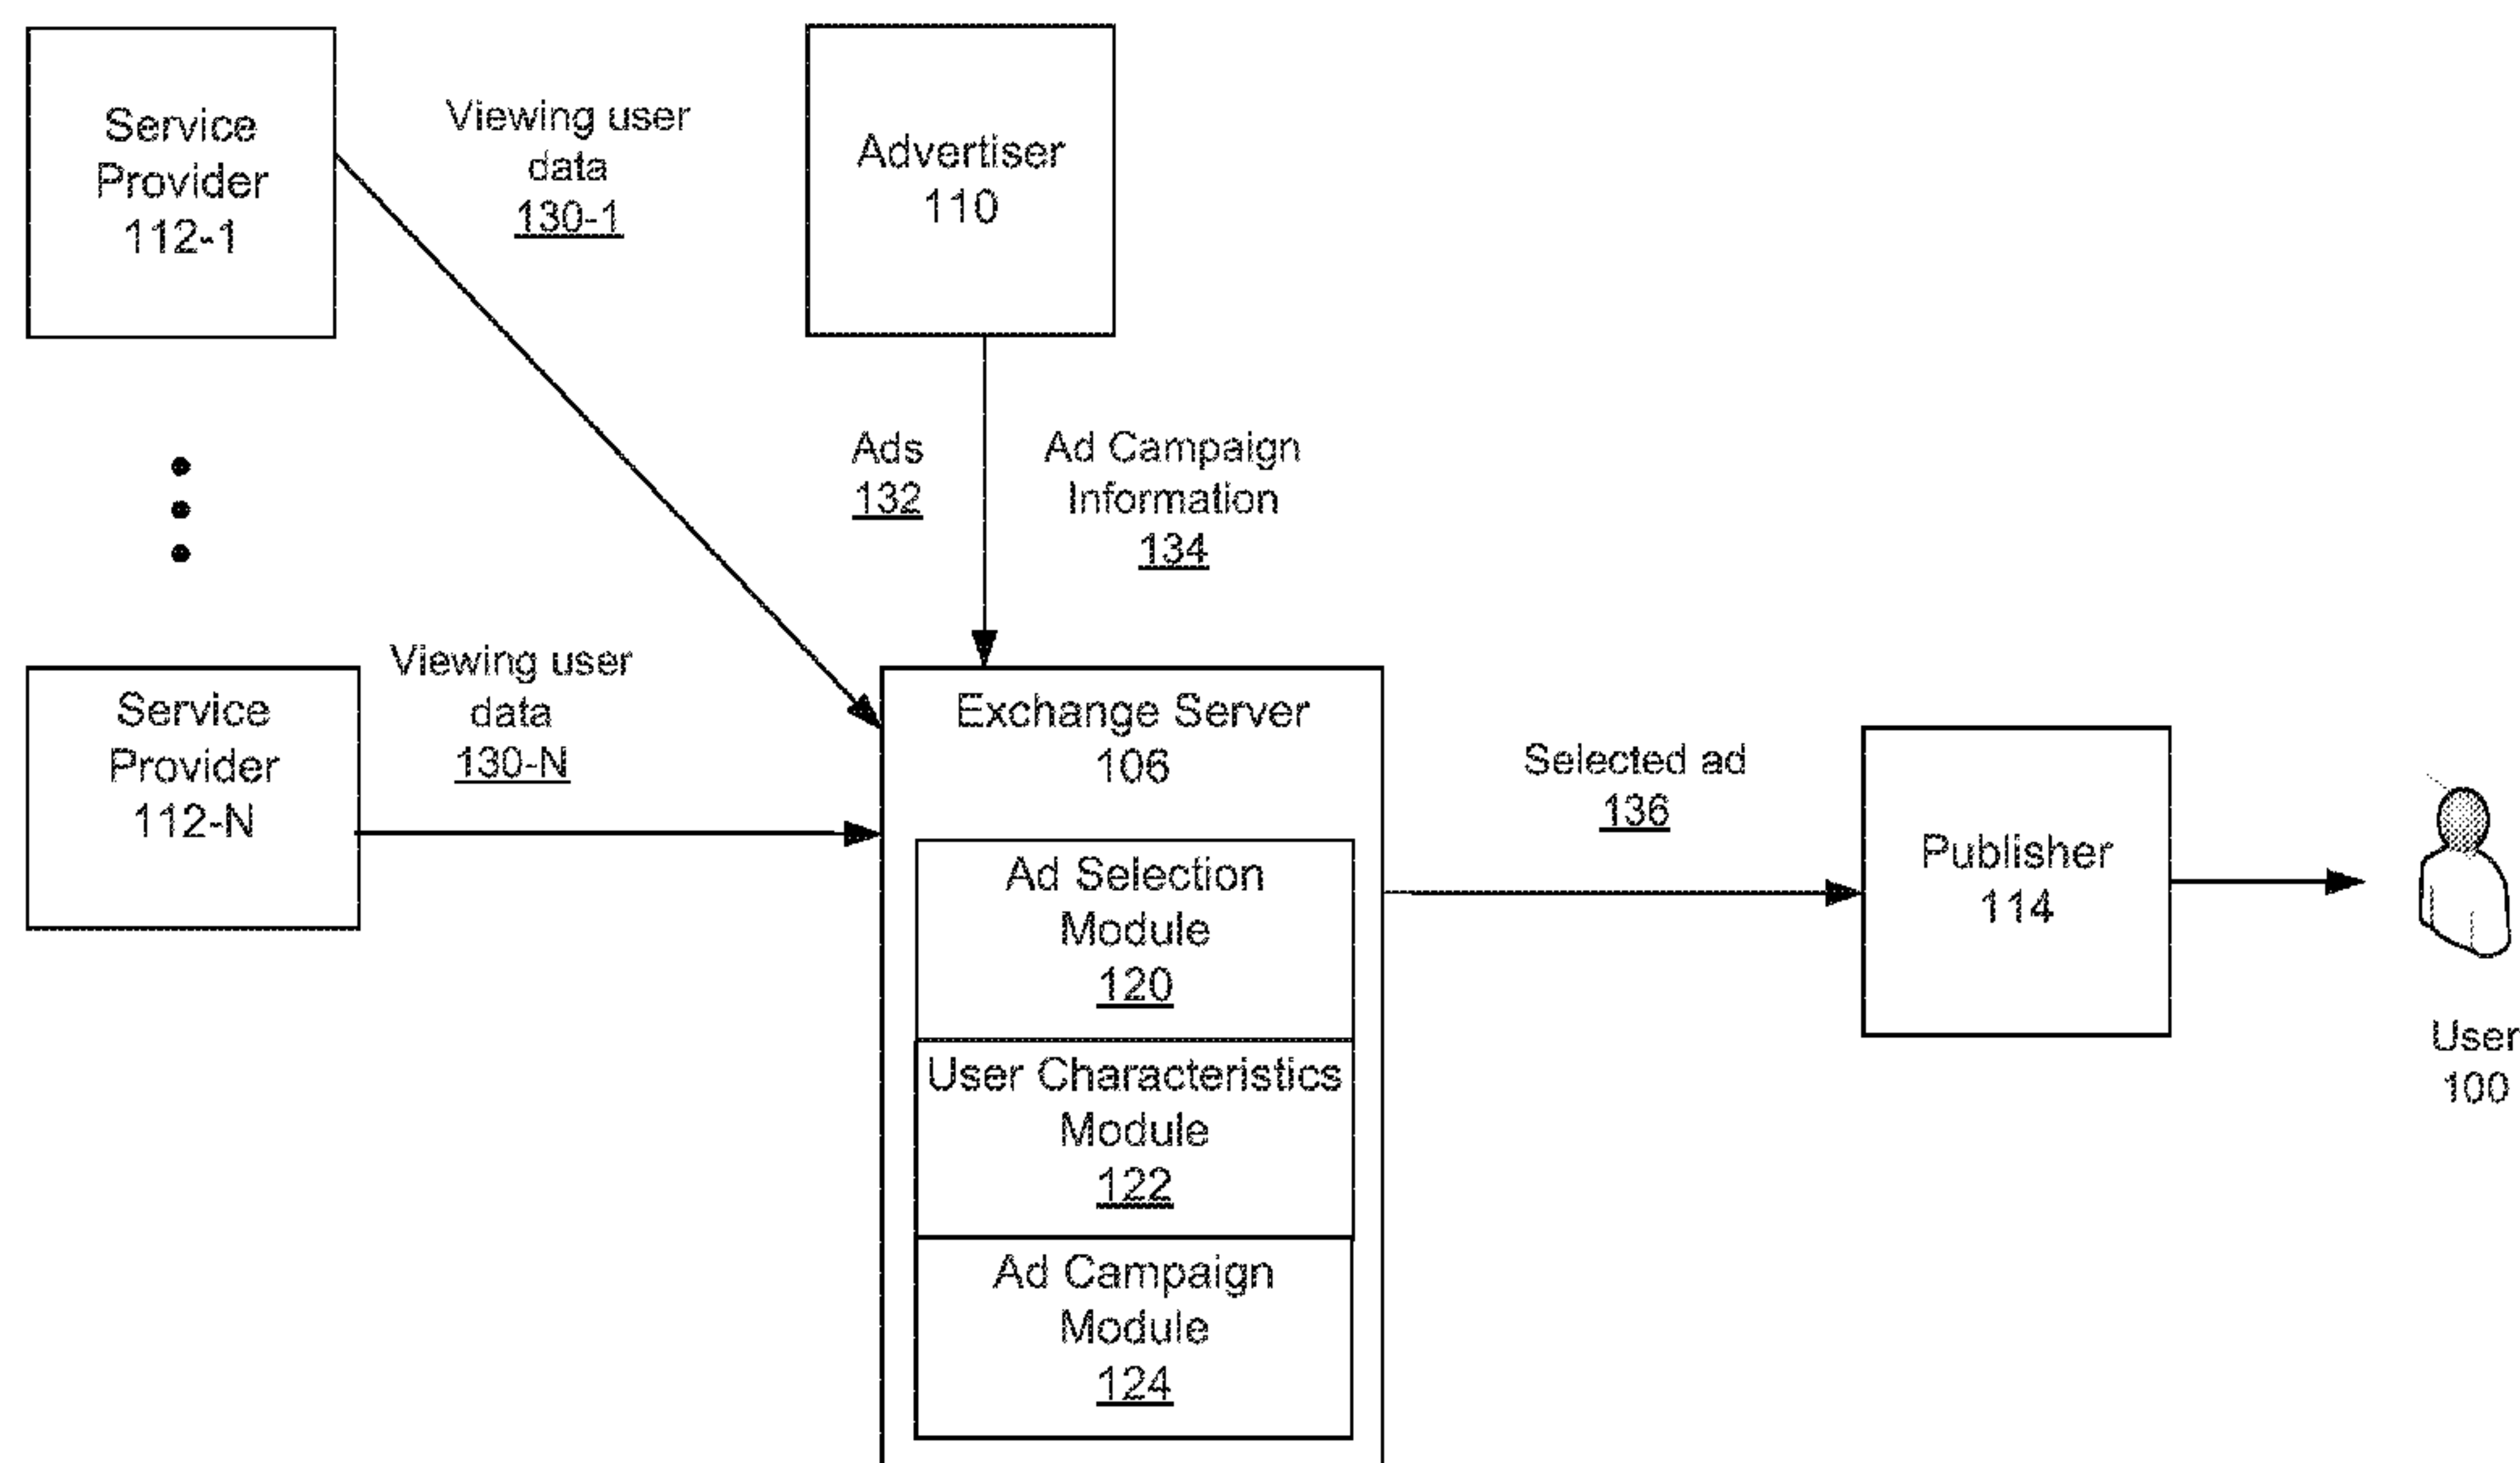 Service
Provider
112-1
Viewing user
data
130-1
Advertiser
110
Ads
132
Ad Campaign
Information
134
Service
Provider
112-N
Viewing user
data
130-N
Exchange Server
106
Ad Selection
Module
120
User Characteristics
Module
122
Ad Campaign
Module
124
Selected ad
136
Publisher
114
User
100